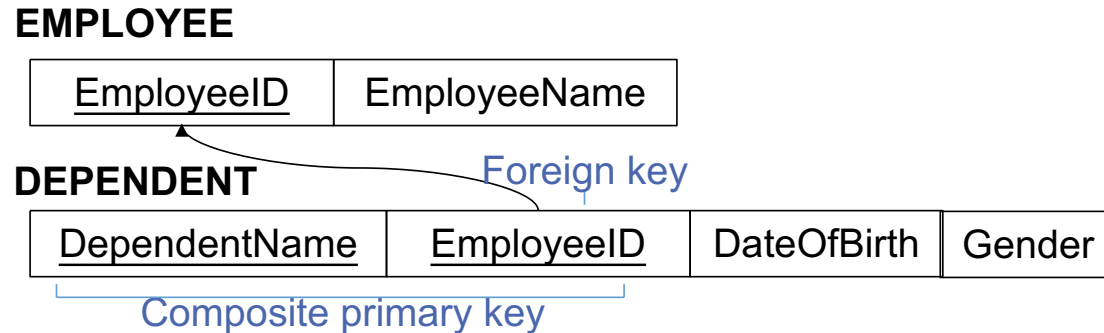 EMPLOYEE
EmployeeID EmployeeName
Foreign key
DEPENDENT
DependentName EmployeeID DateOfBirth Gender
Composite primary key